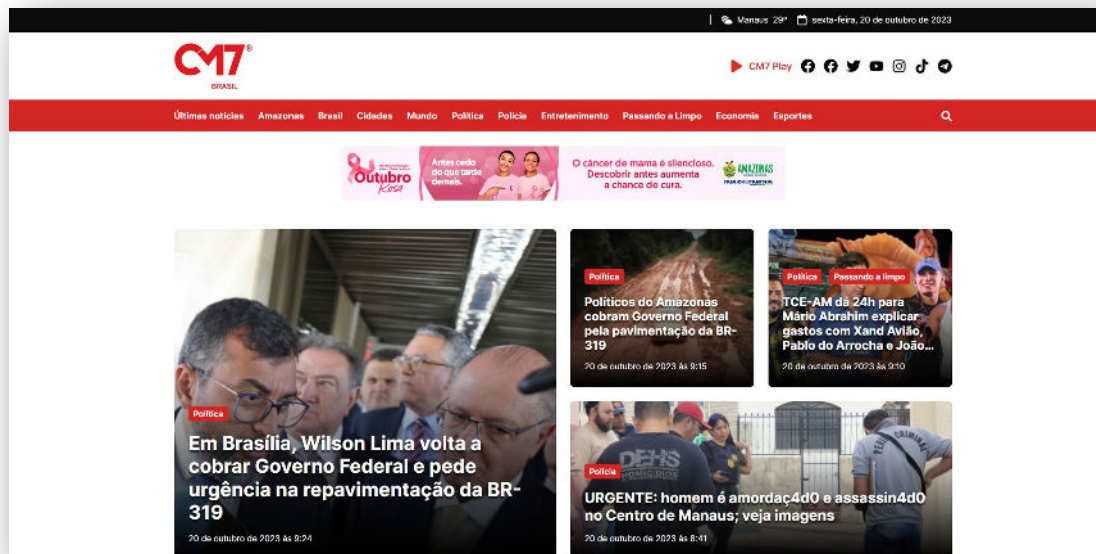 Manaus 29° sexta-feira, 20 de outubro de 2023
CM7®
BRASIL
CM7 Play
Últimas notícias Amazonas Brasil Cidades Mundo Política Polícia Entretenimento Passando a Limpo Economia Esportes
Outubro
Rosa
Antes cedo
do que tarde
demais.
O câncer de mama é silencioso.
Descobrir antes aumenta
a chance de cura.
AMAZONAS
Política
Em Brasília, Wilson Lima volta a
cobrar Governo Federal e pede
urgência na repavimentação da BR-
319
20 de outubro de 2023 às 9:24
Política
Políticos do Amazonas
cobram Governo Federal
pela pavimentação da BR-
319
20 de outubro de 2023 às 9:15
Política Passando a limpo
TCE-AM dá 24h para
Mário Abrahim explicar
gastos com Xand Avião,
Pablo do Arrocha e João...
20 de outubro de 2023 às 9:10
DEHS
HOMICÍDIOS
PERITO CRIMINAL
Polícia
URGENTE: homem é amordaç4d0 e assassin4d0
no Centro de Manaus; veja imagens
20 de outubro de 2023 às 8:41